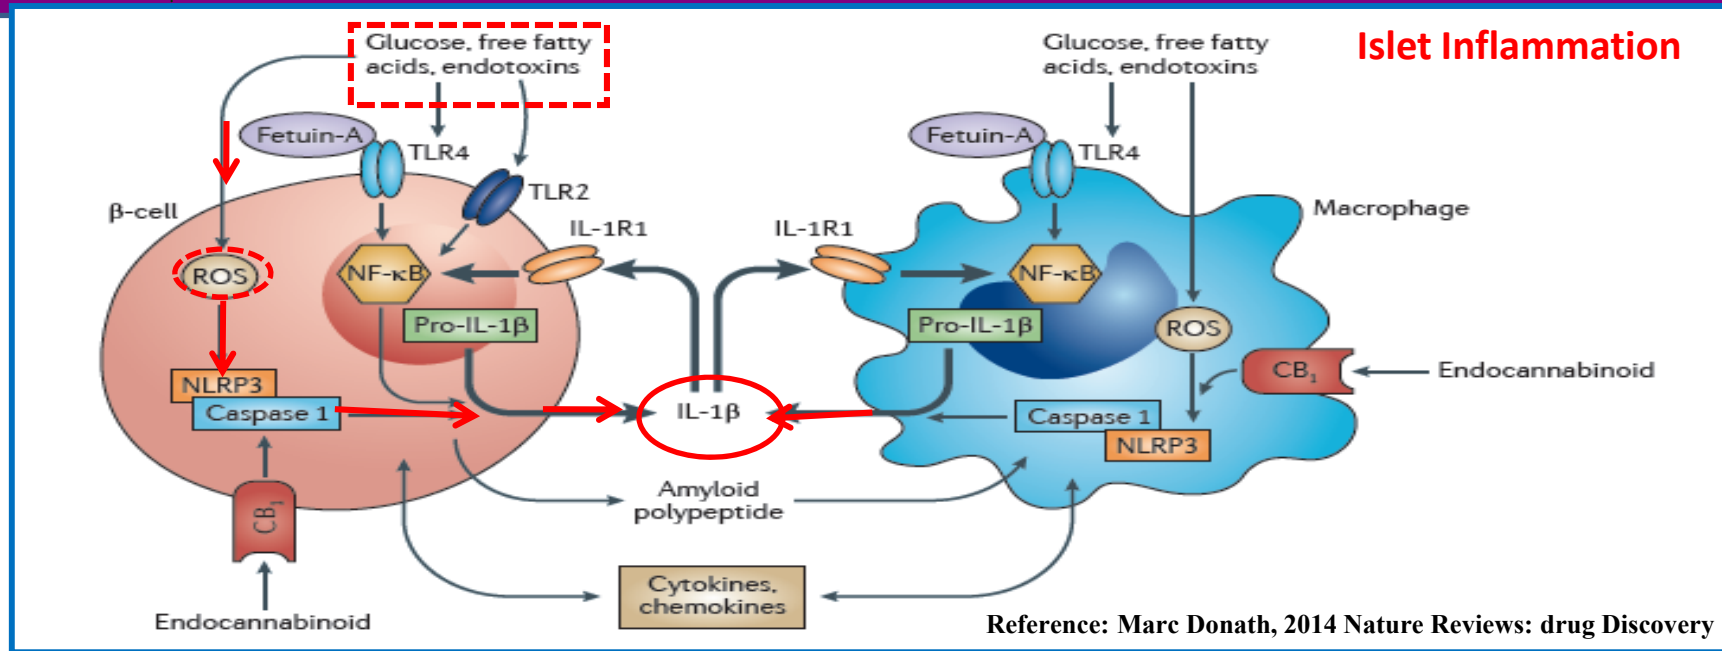 Glucose, free fatty
acids, endotoxins
Glucose, free fatty
acids, endotoxins
Islet Inflammation
Fetuin-A
TLR4
Fetuin-A
TLR4
TLR2
β-cell
Macrophage
IL-1R1
IL-1R1
ROS
NF-κB
NF-κB
Pro-IL-1β
Pro-IL-1β
ROS
NLRP3
Caspase 1
IL-1β
CB₁
Endocannabinoid
Caspase 1
NLRP3
Amyloid
polypeptide
CB₁
Cytokines,
chemokines
Endocannabinoid
Reference: Marc Donath, 2014 Nature Reviews: drug Discovery